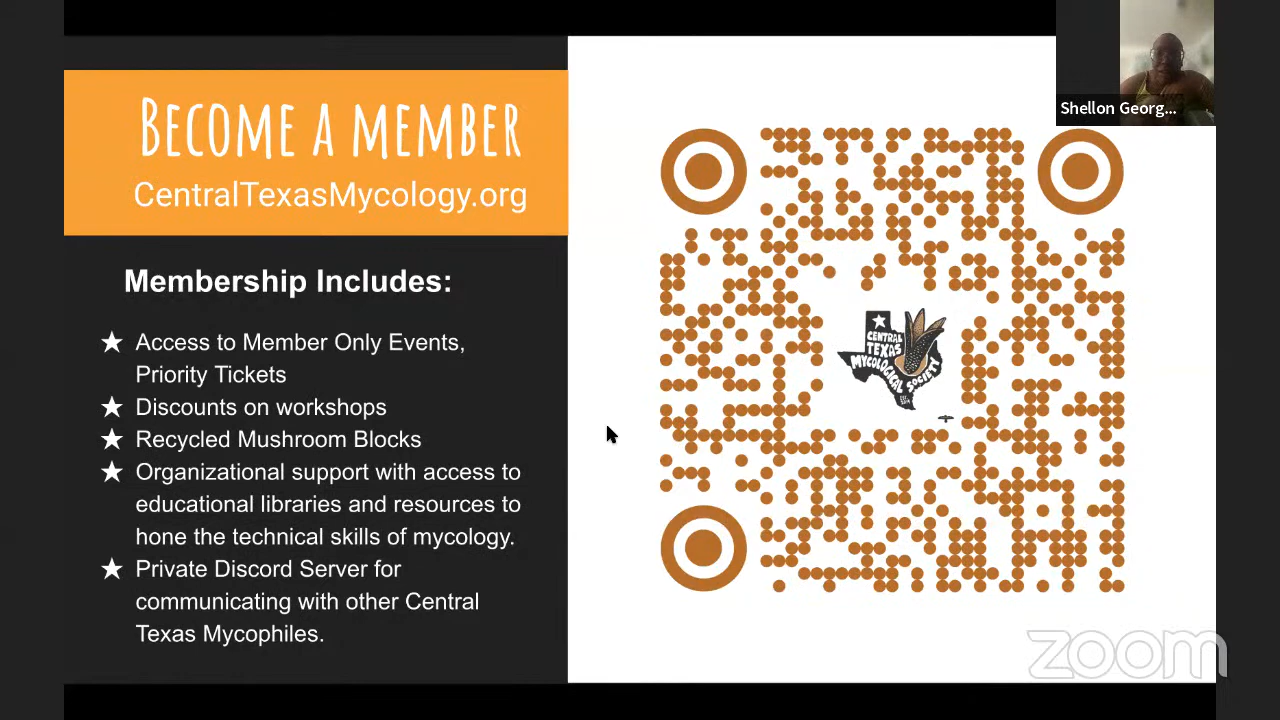 BECOME A MEMBER
CentralTexasMycology.org
Membership Includes:
★ Access to Member Only Events,
Priority Tickets
★ Discounts on workshops
★ Recycled Mushroom Blocks
★ Organizational support with access to
educational libraries and resources to
hone the technical skills of mycology.
★ Private Discord Server for
communicating with other Central
Texas Mycophiles.
Shellon Georg...
CENTRAL
TEXAS
MYCOLOGICAL SOCIETY
EST.
zoom